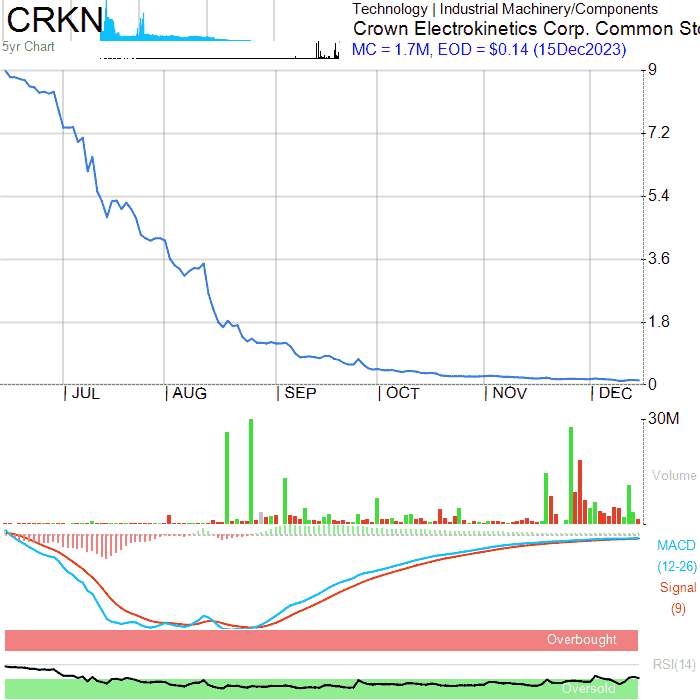 CRKN
Technology | Industrial Machinery/Components
Crown Electrokinetics Corp. Common Sto
5yr Chart
MC = 1.7M, EOD = $0.14 (15Dec2023)
9
7.2
5.4
3.6
1.8
0
| JUL | AUG | SEP | OCT | NOV | DEC
30M
Volume
MACD
(12-26)
Signal
(9)
Overbought
RSI(14)
Oversold